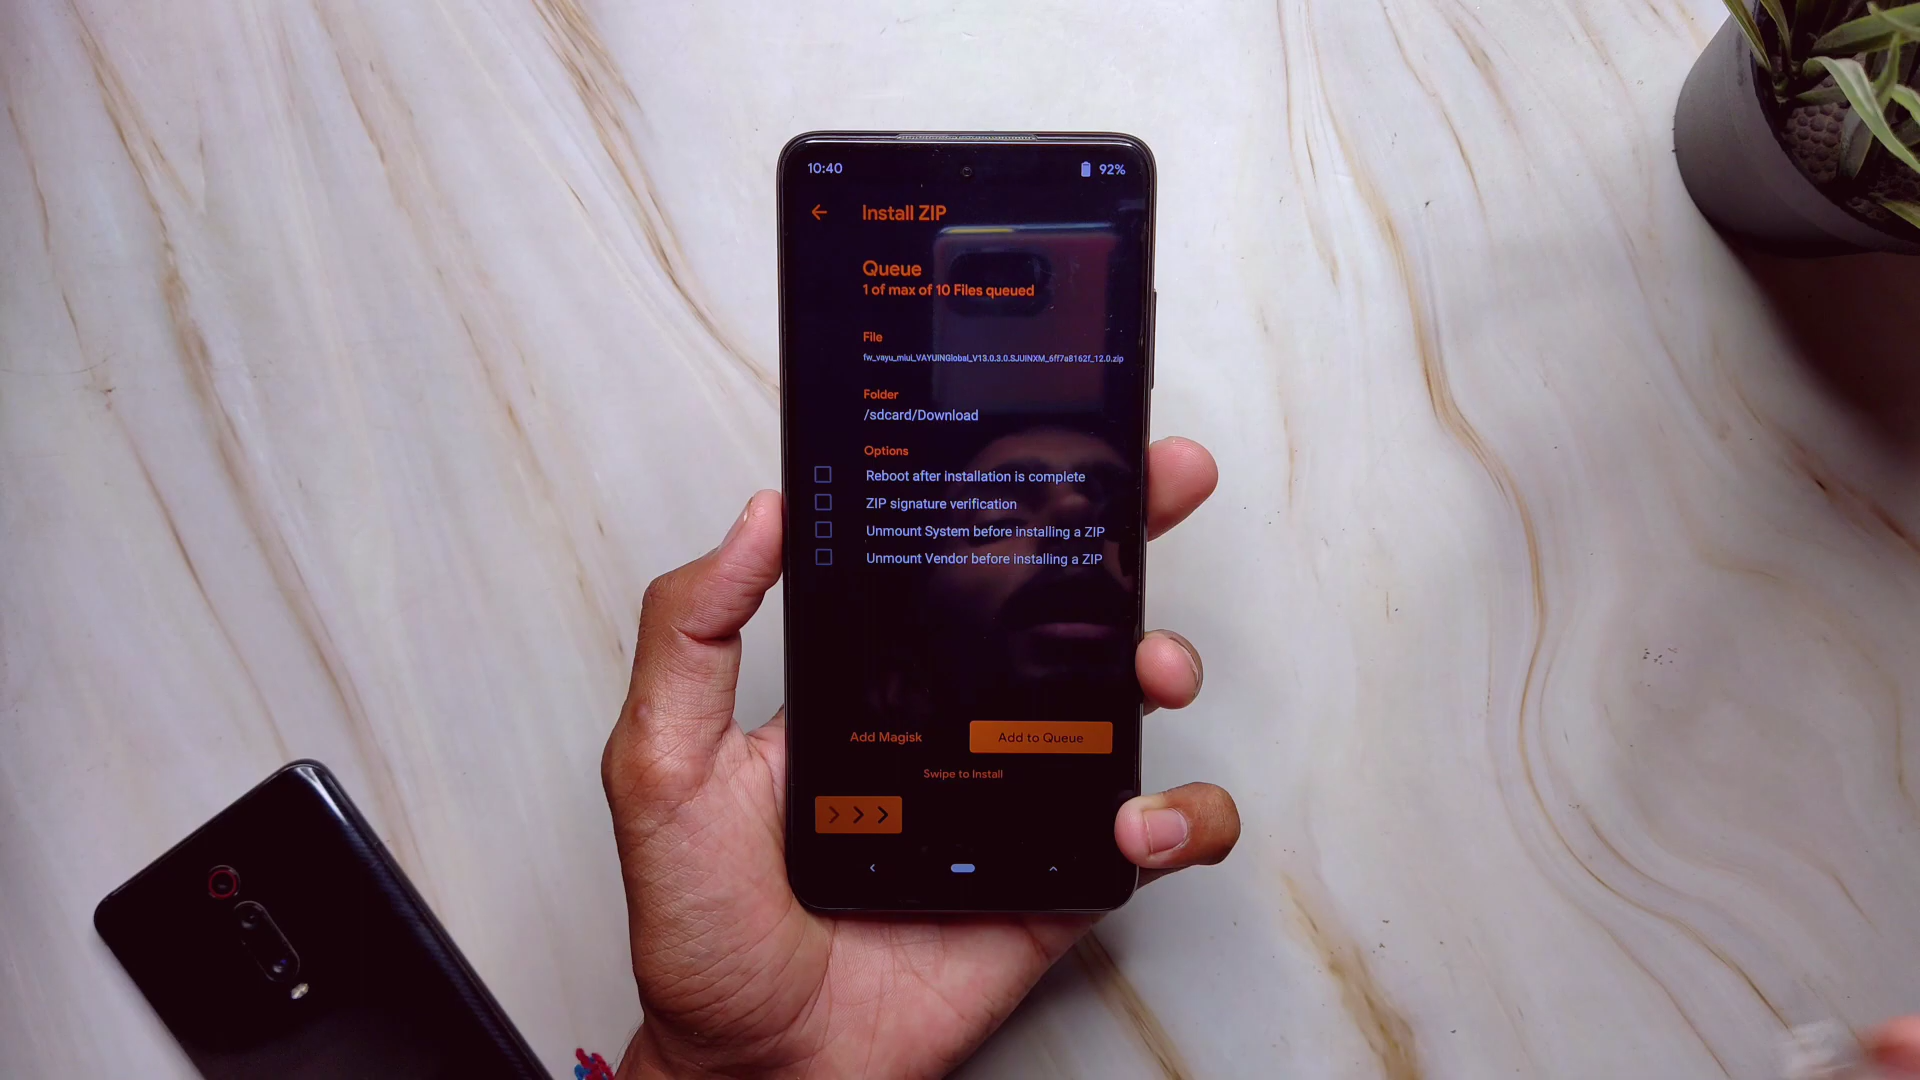 10:40
92%
Install ZIP
Queue
1 of max of 10 Files queued
File
fw_vayu_miui_VAYUINGlobal_V13.0.3.0.SJUINXM_6ff7a8162f_12.0.zip
Folder
/sdcard/Download
Options
Reboot after installation is complete
ZIP signature verification
Unmount System before installing a ZIP
Unmount Vendor before installing a ZIP
Add Magisk
Add to Queue
Swipe to Install